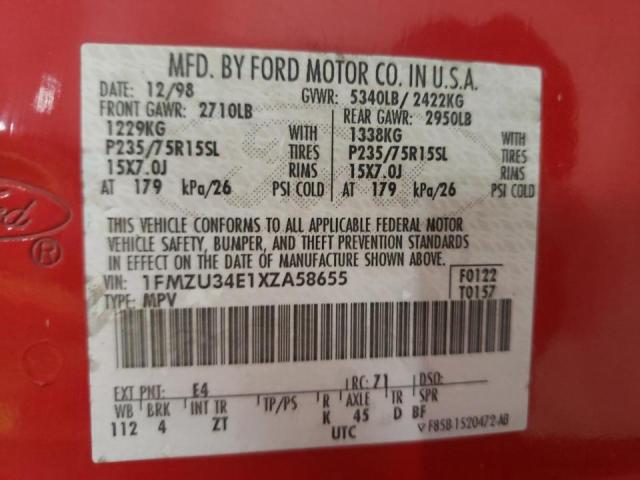 MFD. BY FORD MOTOR CO. IN U.S.A.
DATE: 12/98 GVWR: 5340LB/ 2422KG
FRONT GAWR: 2710LB REAR GAWR: 2950LB
1229KG WITH 1338KG WITH
P235/75R15SL TIRES P235/75R15SL TIRES
15X7.0J RIMS 15X7.0J RIMS
AT 179 kPa/26 PSI COLD AT 179 kPa/26 PSI COLD
THIS VEHICLE CONFORMS TO ALL APPLICABLE FEDERAL MOTOR
VEHICLE SAFETY, BUMPER, AND THEFT PREVENTION STANDARDS
IN EFFECT ON THE DATE OF MANUFACTURE SHOWN ABOVE.
VIN: 1FMZU34E1XZA58655 F0122
TYPE: MPV T0157
EXT PNT: E4 RC: 71 DSO:
WB BRK INT TR TP/PS R AXLE TR SPR
112 4 ZT K 45 D BF
UTC F85B-1520472-AB
®